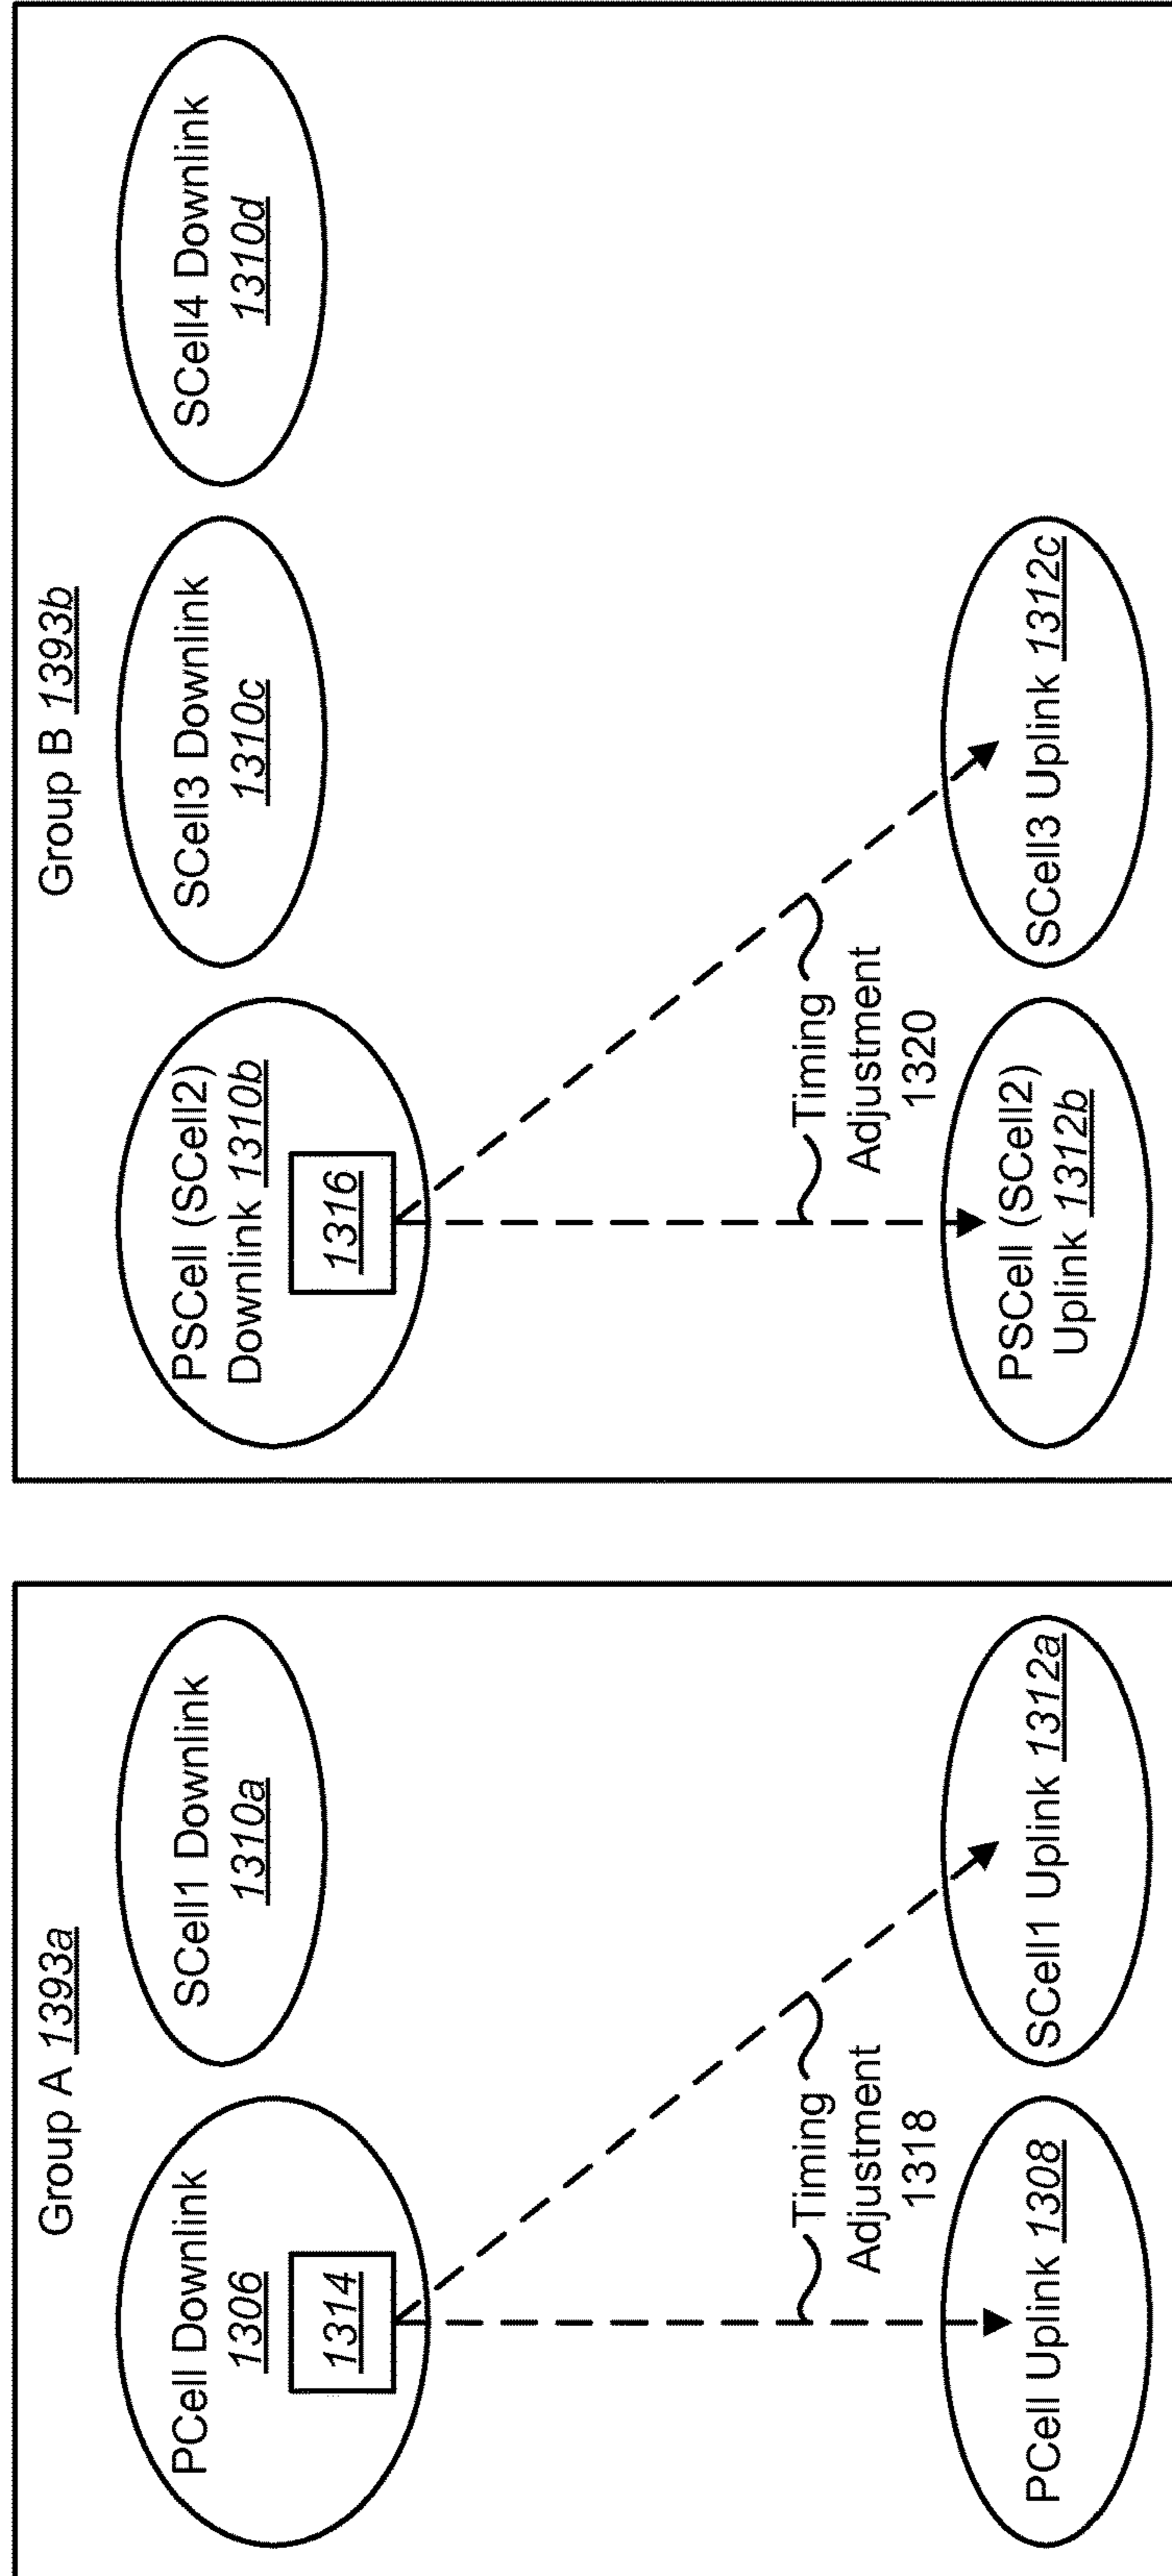 Group A 1393a
PCell Downlink
1306
1314
SCell1 Downlink
1310a
Timing
Adjustment
1318
PCell Uplink 1308
SCell1 Uplink 1312a
Group B 1393b
PSCell (SCell2)
Downlink 1310b
1316
SCell3 Downlink
1310c
SCell4 Downlink
1310d
Timing
Adjustment
1320
PSCell (SCell2)
Uplink 1312b
SCell3 Uplink 1312c